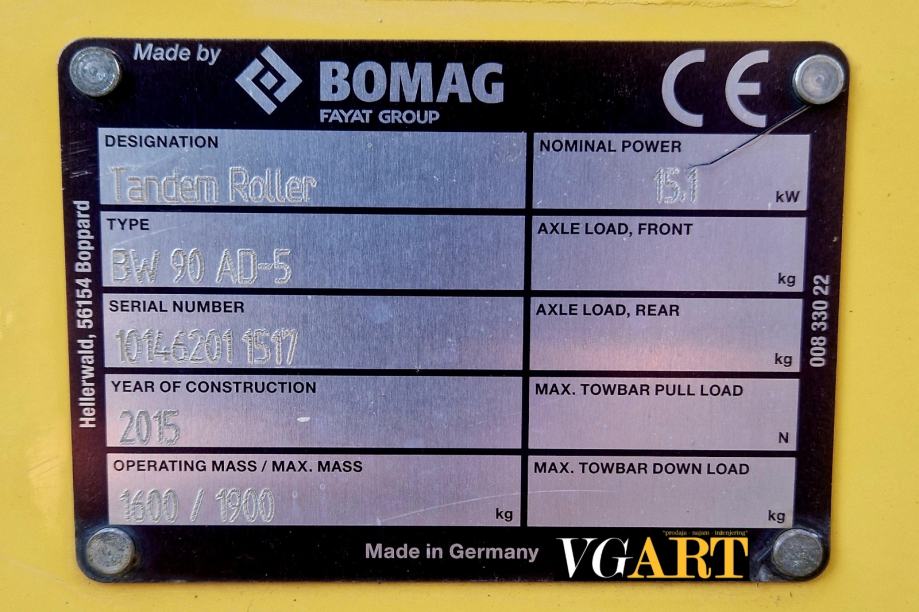 Made by
BOMAG
FAYAT GROUP
CE
DESIGNATION
Tandem Roller
NOMINAL POWER
15.1 kW
TYPE
BW 90 AD-5
AXLE LOAD, FRONT
kg
SERIAL NUMBER
101462011517
AXLE LOAD, REAR
kg
YEAR OF CONSTRUCTION
2015
MAX. TOWBAR PULL LOAD
N
OPERATING MASS / MAX. MASS
1600 / 1900 kg
MAX. TOWBAR DOWN LOAD
kg
Hellerwald, 56154 Boppard
008 330 22
Made in Germany
"prodaja - najam - inženjering"
VGART